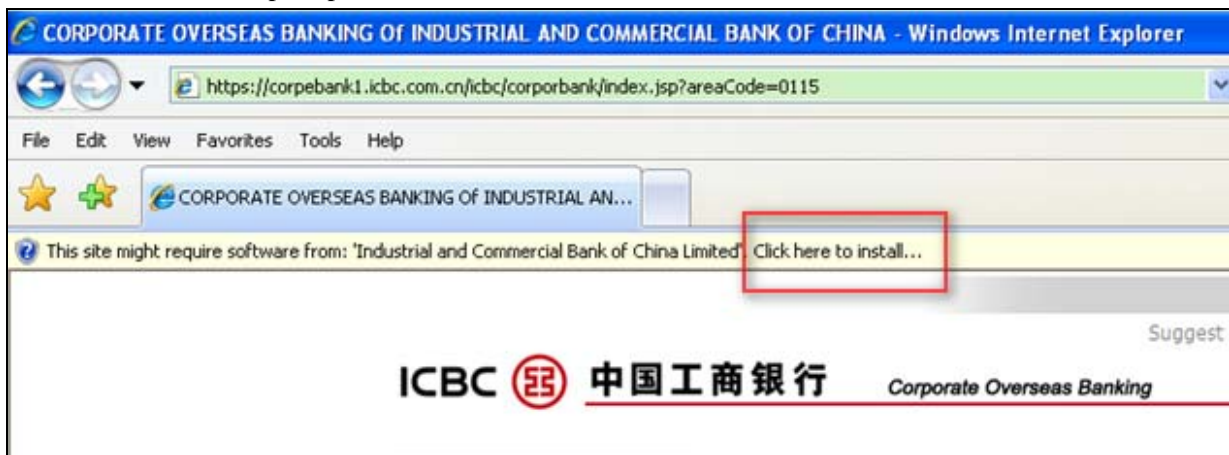 CORPORATE OVERSEAS BANKING Of INDUSTRIAL AND COMMERCIAL BANK OF CHINA - Windows Internet Explorer
https://corpebank1.icbc.com.cn/icbc/corporbank/index.jsp?areaCode=0115
File Edit View Favorites Tools Help
CORPORATE OVERSEAS BANKING Of INDUSTRIAL AN...
This site might require software from: 'Industrial and Commercial Bank of China Limited'. Click here to install...
Suggest
ICBC 中国工商银行 Corporate Overseas Banking